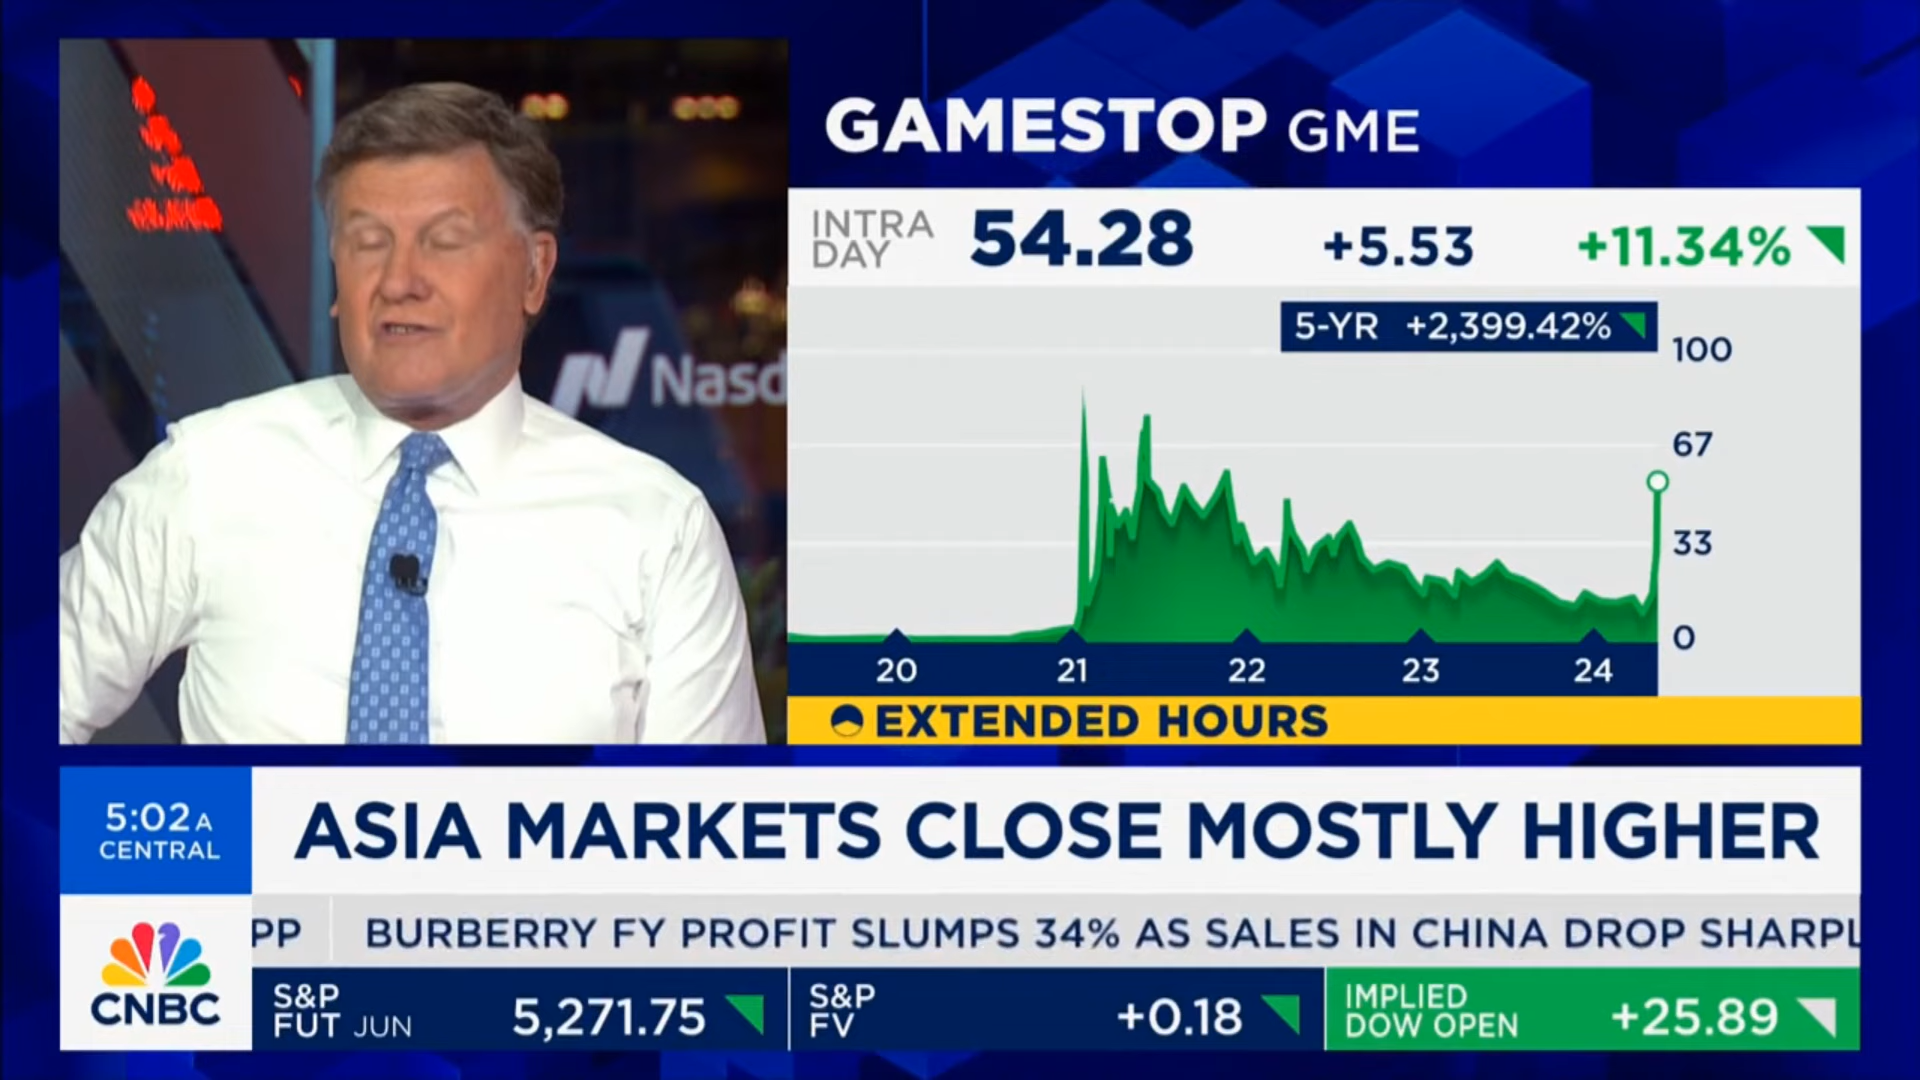 GAMESTOP GME
INTRA
DAY
54.28
+5.53
+11.34%
5-YR +2,399.42%
100
67
33
0
20
21
22
23
24
EXTENDED HOURS
Nasd
5:02A
CENTRAL
ASIA MARKETS CLOSE MOSTLY HIGHER
PP
BURBERRY FY PROFIT SLUMPS 34% AS SALES IN CHINA DROP SHARPL
CNBC
S&P
FUT JUN
5,271.75
S&P
FV
+0.18
IMPLIED
DOW OPEN
+25.89